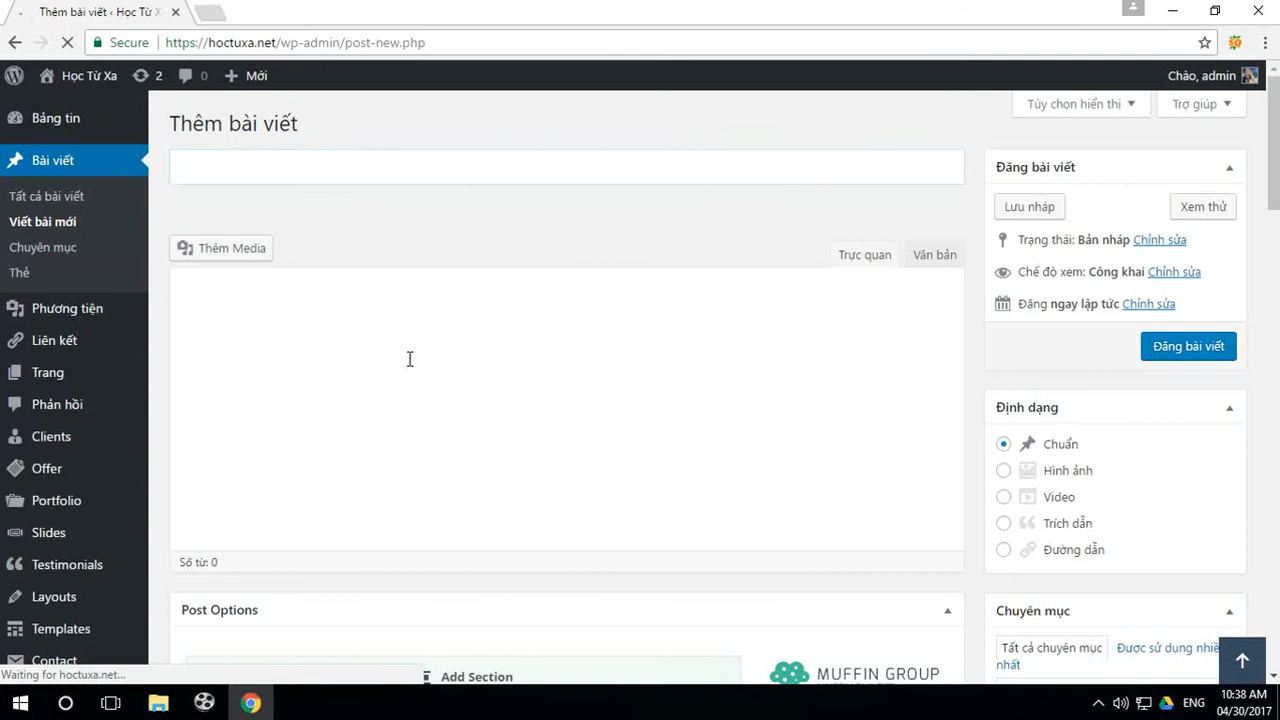 Thêm bài viết ‹ Học Từ X
Secure https://hoctuxa.net/wp-admin/post-new.php
Học Từ Xa 2 0 Mới Chào, admin
Tùy chọn hiển thị Trợ giúp
Bảng tin
Bài viết
Tất cả bài viết
Viết bài mới
Chuyên mục
Thẻ
Phương tiện
Liên kết
Trang
Phản hồi
Clients
Offer
Portfolio
Slides
Testimonials
Layouts
Templates
Contact
Thêm bài viết
Thêm Media
Trực quan Văn bản
Số từ: 0
Post Options
Add Section
MUFFIN GROUP
Đăng bài viết
Lưu nháp Xem thử
Trạng thái: Bản nháp Chỉnh sửa
Chế độ xem: Công khai Chỉnh sửa
Đăng ngay lập tức Chỉnh sửa
Đăng bài viết
Định dạng
Chuẩn
Hình ảnh
Video
Trích dẫn
Đường dẫn
Chuyên mục
Tất cả chuyên mục Được sử dụng nhiề
nhất
Waiting for hoctuxa.net...
ENG
10:38 AM
04/30/2017